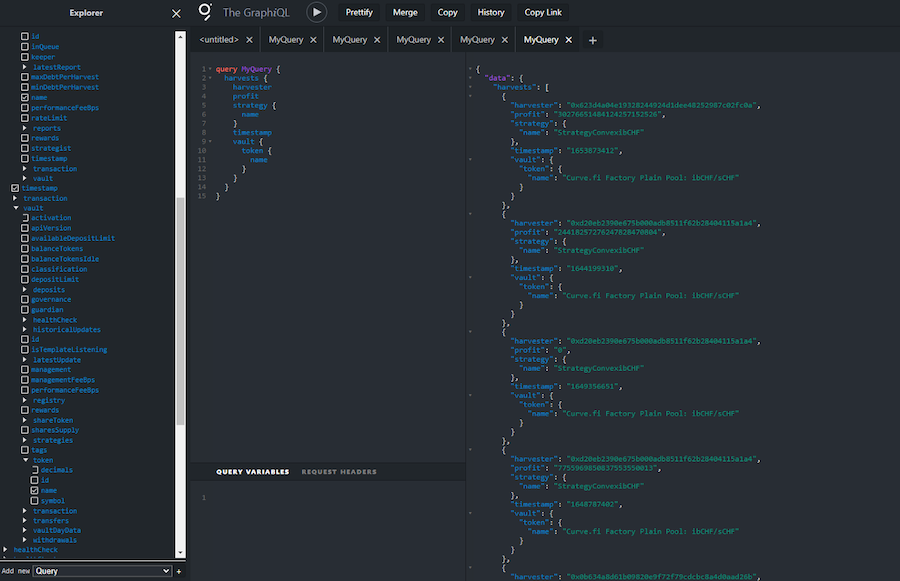 Explorer
id
inQueue
keeper
latestReport
maxDebtPerHarvest
minDebtPerHarvest
name
performanceFeeBps
rateLimit
reports
rewards
strategist
timestamp
transaction
vault
timestamp
transaction
vault
activation
apiVersion
availableDepositLimit
balanceTokens
balanceTokensIdle
classification
depositLimit
deposits
governance
guardian
healthCheck
historicalUpdates
id
isTemplateListening
latestUpdate
management
managementFeeBps
performanceFeeBps
registry
rewards
shareToken
sharesSupply
strategies
tags
token
decimals
id
name
symbol
transaction
transfers
vaultDayData
withdrawals
healthCheck
Add new Query +
The GraphiQL Prettify Merge Copy History Copy Link
<untitled> MyQuery MyQuery MyQuery MyQuery MyQuery +
1 query MyQuery {
2 harvests {
3 harvester
4 profit
5 strategy {
6 name
7 }
8 timestamp
9 vault {
10 token {
11 name
12 }
13 }
14 }
15 }
QUERY VARIABLES REQUEST HEADERS
1
{
"data": {
"harvests": [
{
"harvester":
"profit": "30276651484124257152526",
"strategy": {
"name": "StrategyConvexibCHF"
},
"timestamp": "1653873412",
"vault": {
"token": {
"name": "Curve.fi Factory Plain Pool: ibCHF/sCHF"
}
}
},
{
"harvester": "0xd20eb2390e675b000adb8511f62b28404115a1a4",
"profit": "24418257276247828470804",
"strategy": {
"name": "StrategyConvexibCHF"
},
"timestamp": "1644199310",
"vault": {
"token": {
"name": "Curve.fi Factory Plain Pool: ibCHF/sCHF"
}
}
},
{
"harvester": "0xd20eb2390e675b000adb8511f62b28404115a1a4",
"profit": "0",
"strategy": {
"name": "StrategyConvexibCHF"
},
"timestamp": "1649356651",
"vault": {
"token": {
"name": "Curve.fi Factory Plain Pool: ibCHF/sCHF"
}
}
},
{
"harvester": "0xd20eb2390e675b000adb8511f62b28404115a1a4",
"profit": "7755969850837553550013",
"strategy": {
"name": "StrategyConvexibCHF"
},
"timestamp": "1648787402",
"vault": {
"token": {
"name": "Curve.fi Factory Plain Pool: ibCHF/sCHF"
}
}
},
{
"harvester":